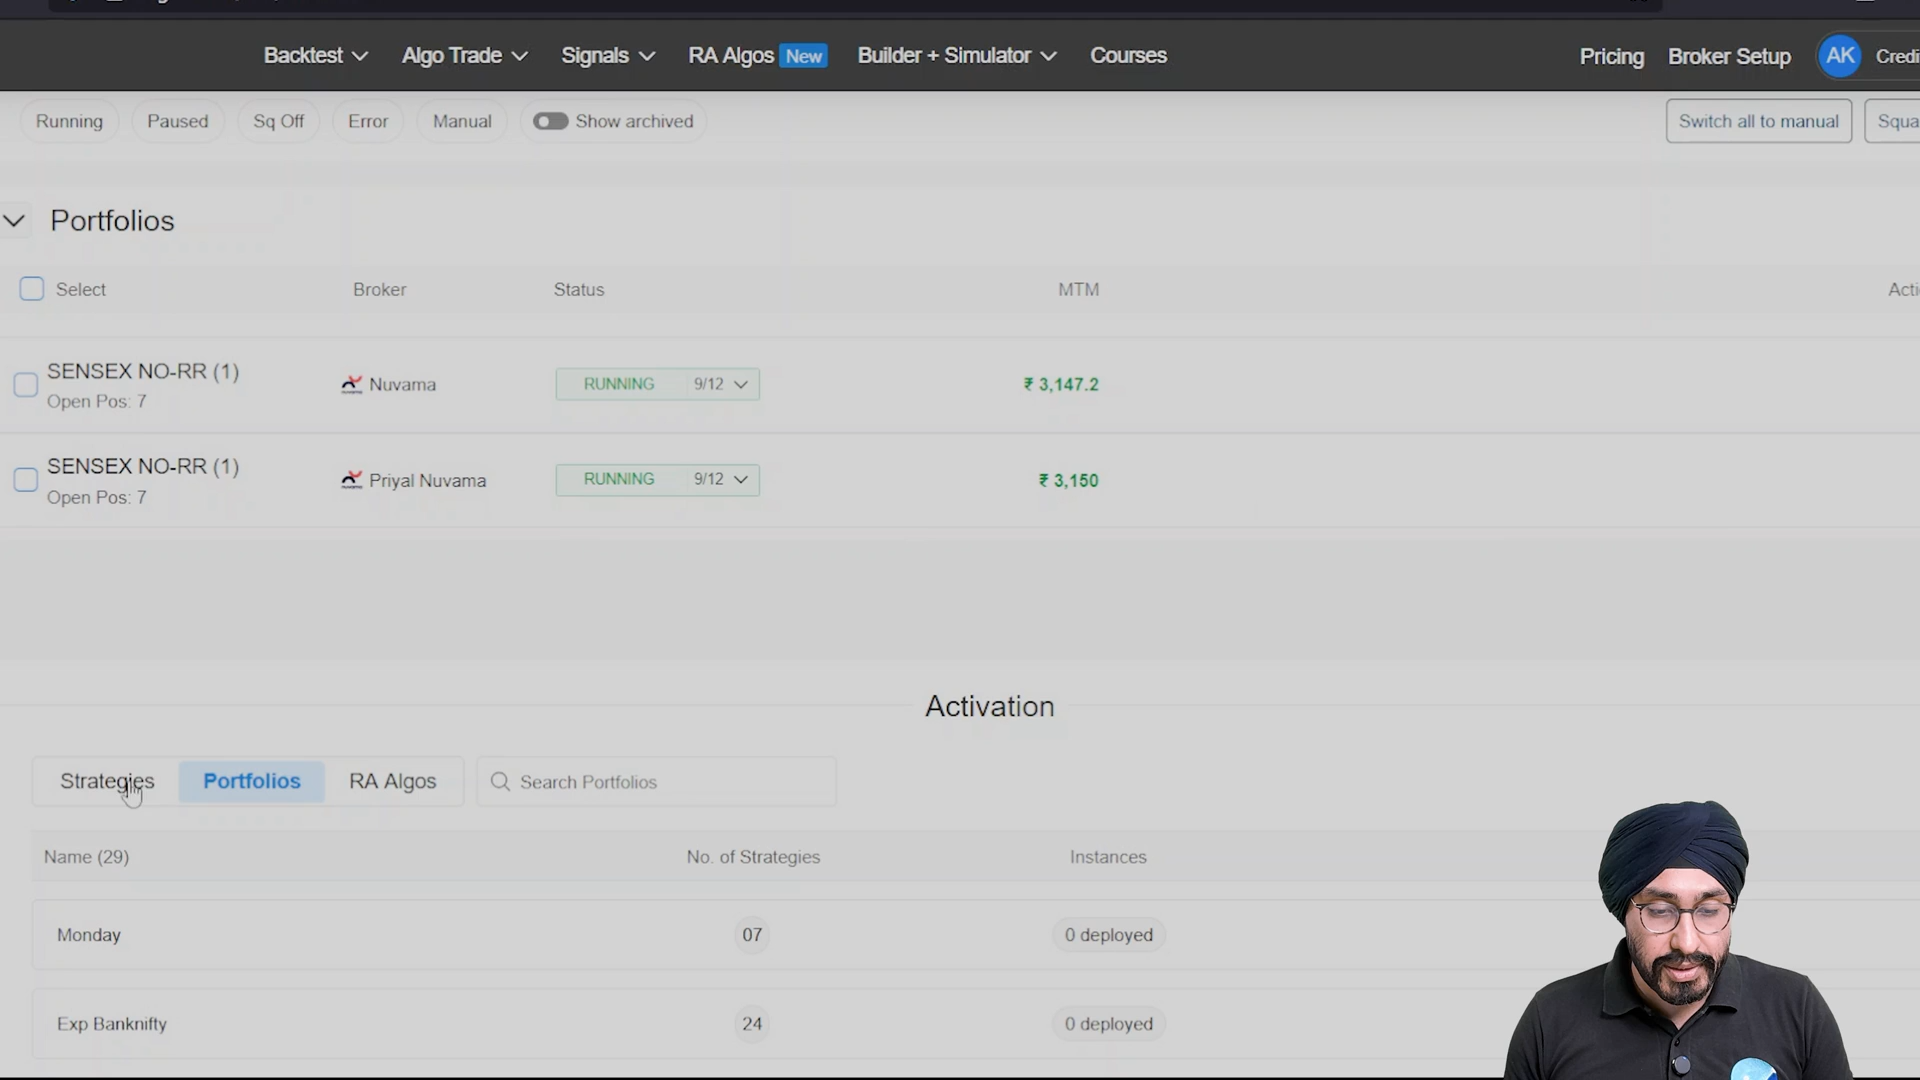 Backtest Algo Trade Signals RA Algos New Builder + Simulator Courses Pricing Broker Setup AK Credi
Running Paused Sq Off Error Manual Show archived Switch all to manual Squa
Portfolios
Select Broker Status MTM Acti
SENSEX NO-RR (1) Nuvama RUNNING 9/12 ₹ 3,147.2
Open Pos: 7
SENSEX NO-RR (1) Priyal Nuvama RUNNING 9/12 ₹ 3,150
Open Pos: 7
Activation
Strategies Portfolios RA Algos Search Portfolios
Name (29) No. of Strategies Instances
Monday 07 0 deployed
Exp Banknifty 24 0 deployed